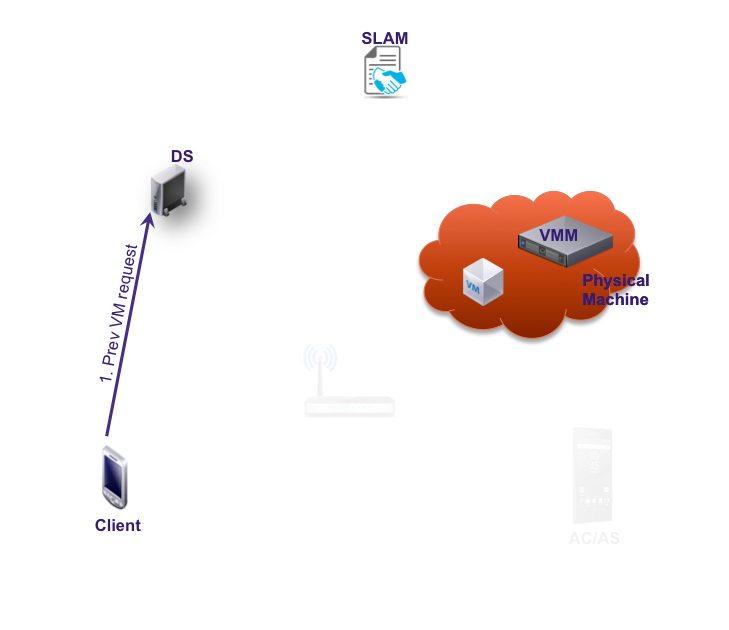 SLAM
DS
VMM
VM
Physical
Machine
1. Prev VM request
Client
AC/AS